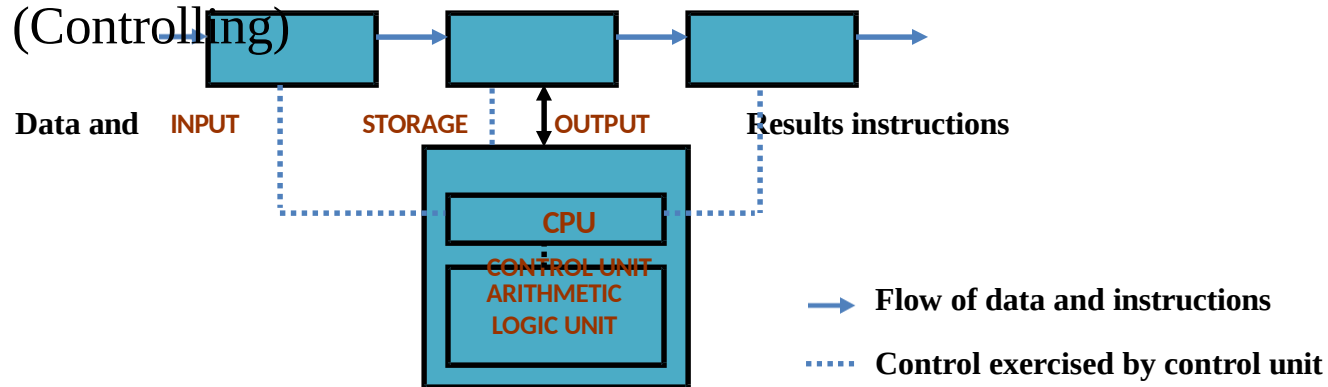 (Controlling)
Data and INPUT STORAGE OUTPUT Results instructions
CPU
CONTROL UNIT
ARITHMETIC
LOGIC UNIT
Flow of data and instructions
Control exercised by control unit